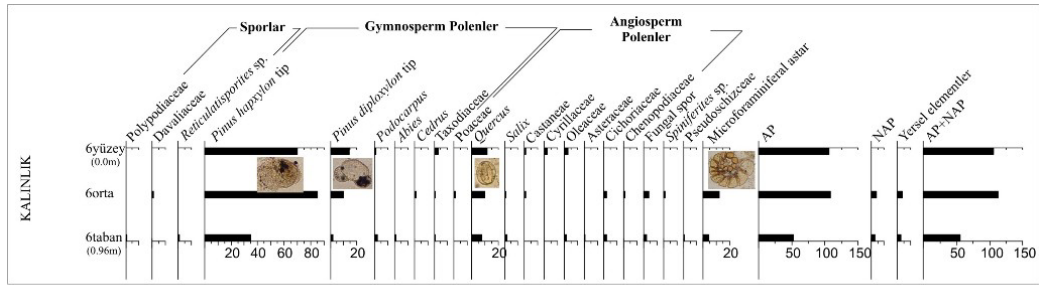 Sporlar
Gymnosperm Polenler
Angiosperm
Polenler
Polypodiaceae
Davaliaceae
Reticulatisporites sp.
Pinus hapxylon tip
Pinus diploxylon tip
Podocarpus
Abies
Cedrus
Taxodiaceae
Poaceae
Quercus
Salix
Castaneae
Cyrillaceae
Oleaceae
Asteraceae
Cichoriaceae
Chenopodiaceae
Fungal spor
Spiniferites sp.
Pseudoschizceae
Microforaminiferal astar
AP
NAP
Yersel elementler
AP+NAP
KALINLIK
6yüzey
(0.0m)
6orta
6taban
(0.96m)
20 40 60 80 20 20 20 50 100 150 50 100 150